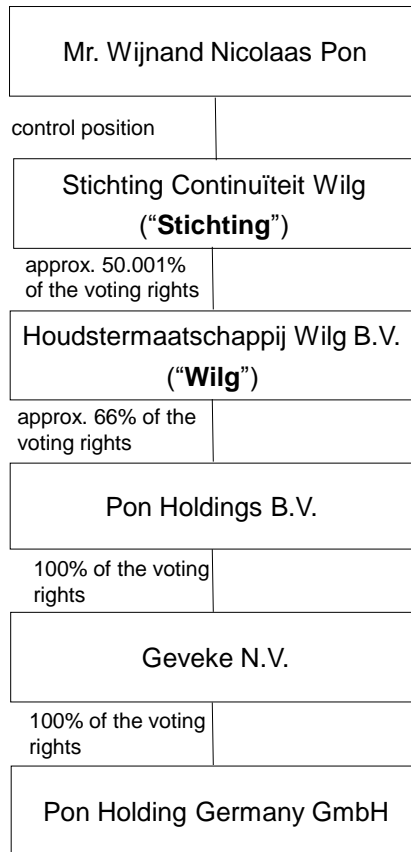 Mr. Wijnand Nicolaas Pon
control position
Stichting Continuïteit Wilg
(“Stichting”)
approx. 50.001%
of the voting rights
Houdstermaatschappij Wilg B.V.
(“Wilg”)
approx. 66% of the
voting rights
Pon Holdings B.V.
100% of the voting
rights
Geveke N.V.
100% of the voting
rights
Pon Holding Germany GmbH